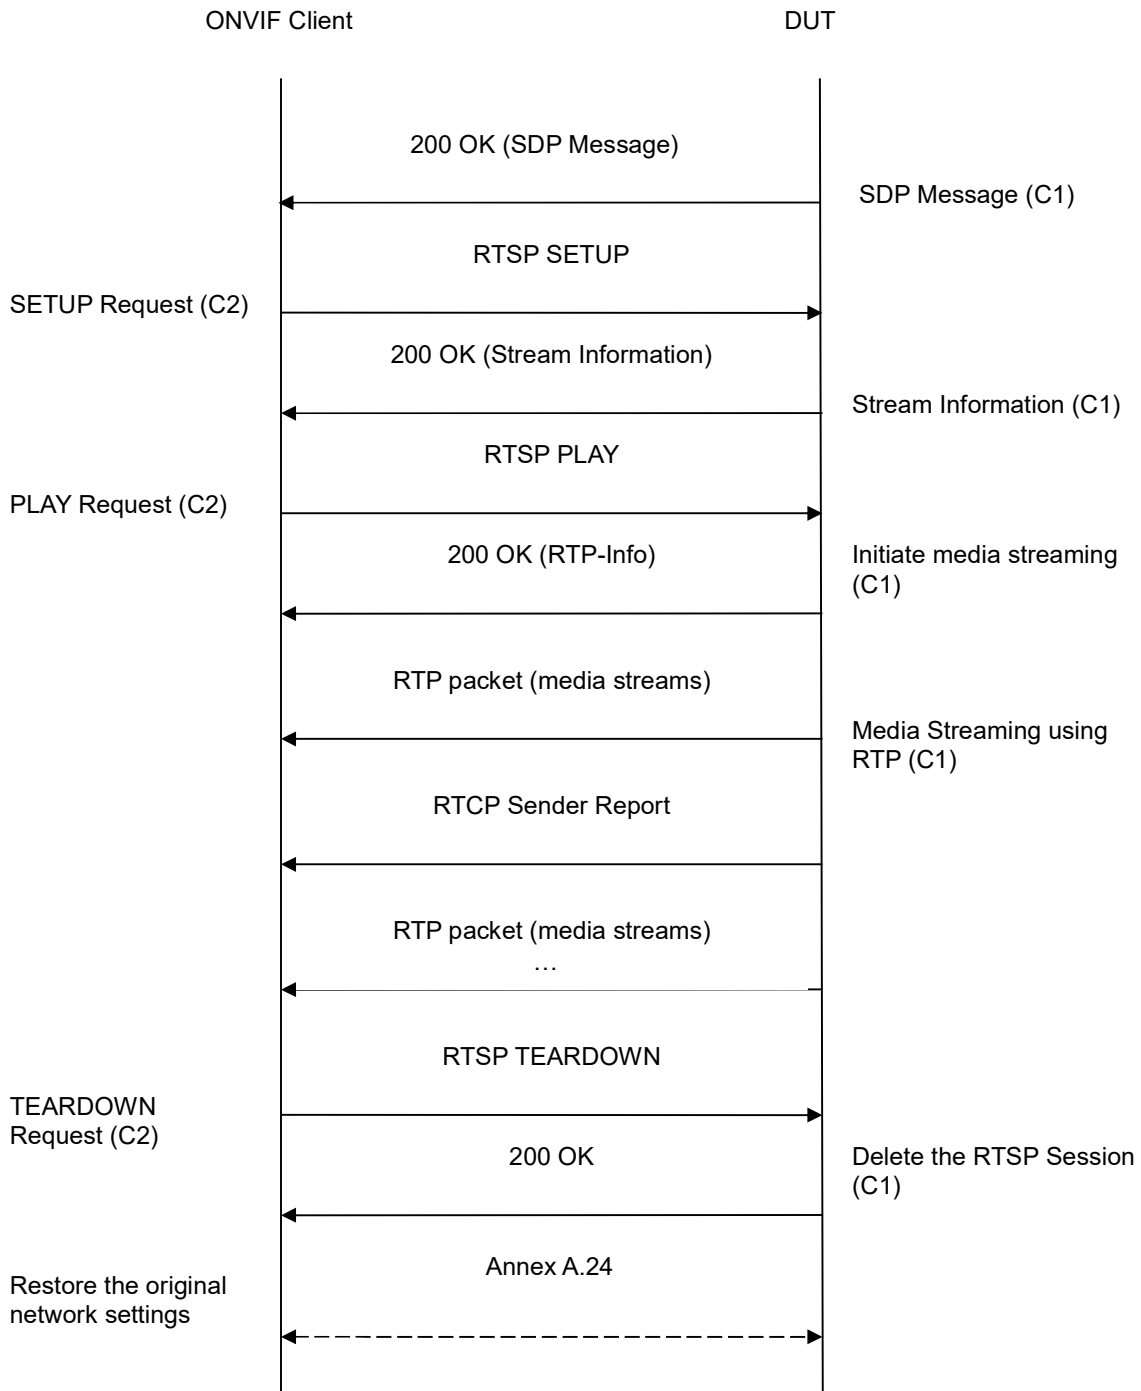 ONVIF Client
DUT
200 OK (SDP Message)
SDP Message (C1)
RTSP SETUP
SETUP Request (C2)
200 OK (Stream Information)
Stream Information (C1)
RTSP PLAY
PLAY Request (C2)
200 OK (RTP-Info)
Initiate media streaming
(C1)
RTP packet (media streams)
Media Streaming using
RTP (C1)
RTCP Sender Report
RTP packet (media streams)
…
RTSP TEARDOWN
TEARDOWN
Request (C2)
200 OK
Delete the RTSP Session
(C1)
Annex A.24
Restore the original
network settings